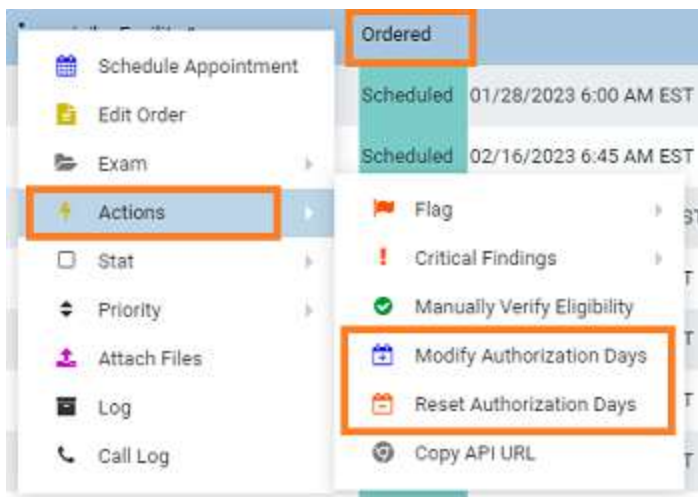 Ordered
Schedule Appointment
Scheduled 01/28/2023 6:00 AM EST
Edit Order
Scheduled 02/16/2023 6:45 AM EST
Exam
Actions
Flag
Stat
Critical Findings
Priority
Manually Verify Eligibility
Attach Files
Modify Authorization Days
Log
Reset Authorization Days
Call Log
Copy API URL